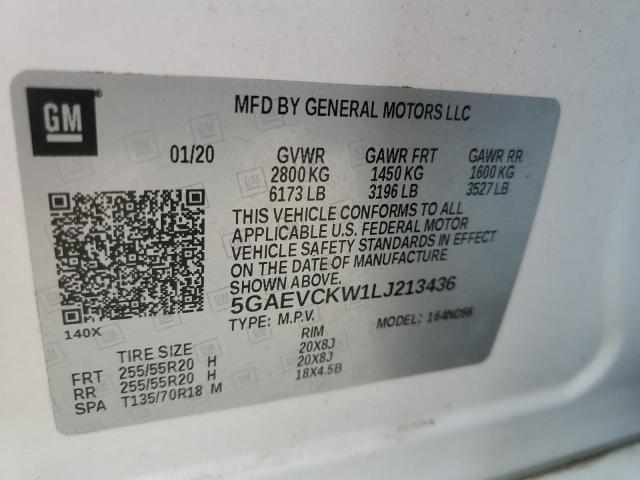 GM
MFD BY GENERAL MOTORS LLC
01/20 GVWR GAWR FRT GAWR RR
2800 KG 1450 KG 1600 KG
6173 LB 3196 LB 3527 LB
THIS VEHICLE CONFORMS TO ALL
APPLICABLE U.S. FEDERAL MOTOR
VEHICLE SAFETY STANDARDS IN EFFECT
ON THE DATE OF MANUFACTURE
SHOWN ABOVE.
5GAEVCKW1LJ213436
140X TYPE: M.P.V. MODEL: 164ND56
TIRE SIZE RIM
FRT 255/55R20 H 20X8J
RR 255/55R20 H 20X8J
SPA T135/70R18 M 18X4.5B